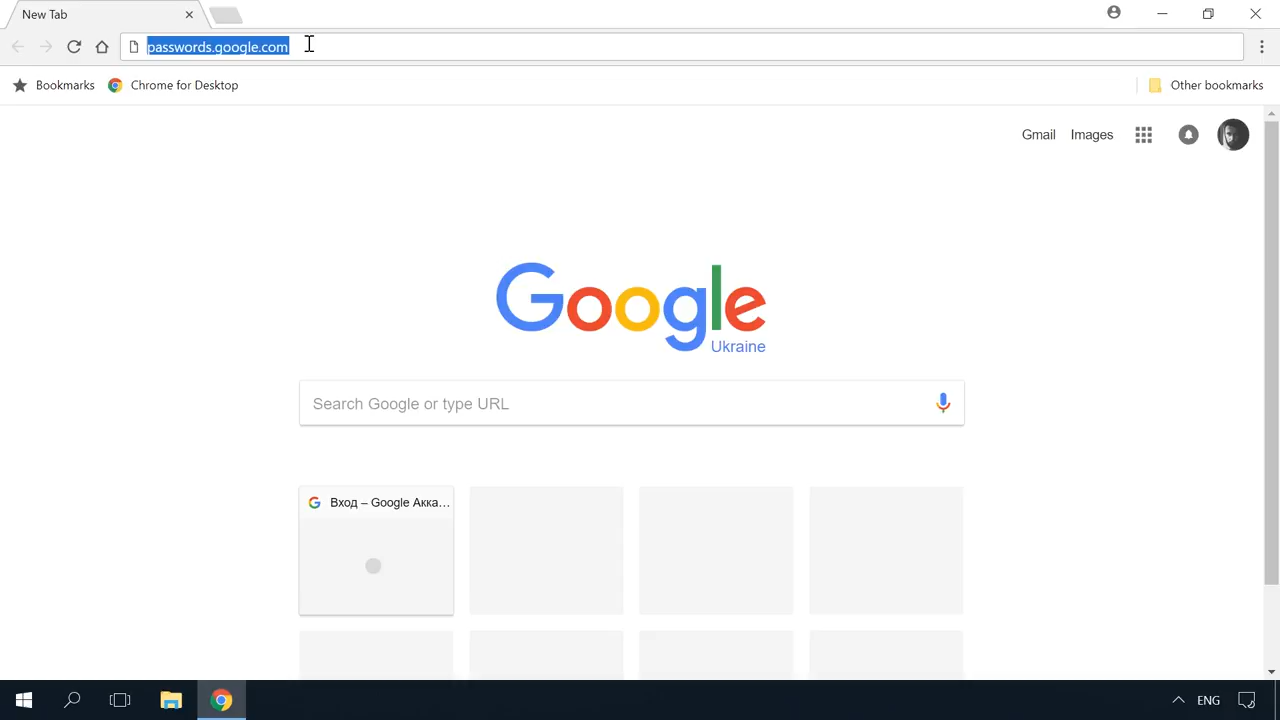 New Tab
passwords.google.com
Bookmarks
Chrome for Desktop
Other bookmarks
Gmail
Images
Google
Ukraine
Search Google or type URL
Вход – Google Акка...
ENG